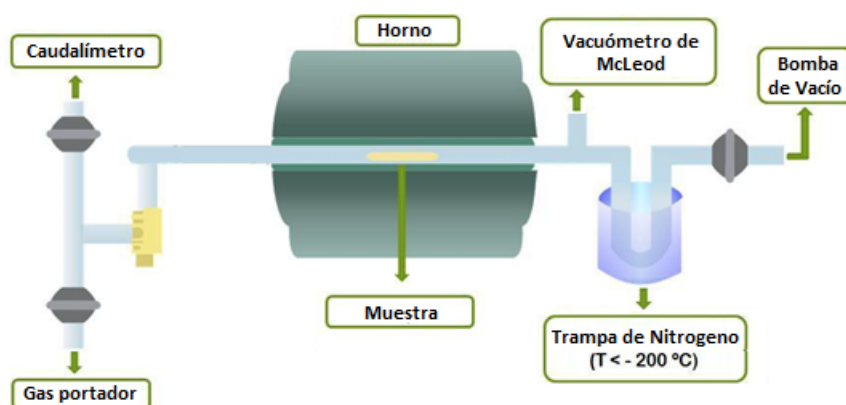 Caudalímetro
Horno
Vacuómetro de
McLeod
Bomba
de Vacío
Muestra
Trampa de Nitrogeno
(T < - 200 ºC)
Gas portador